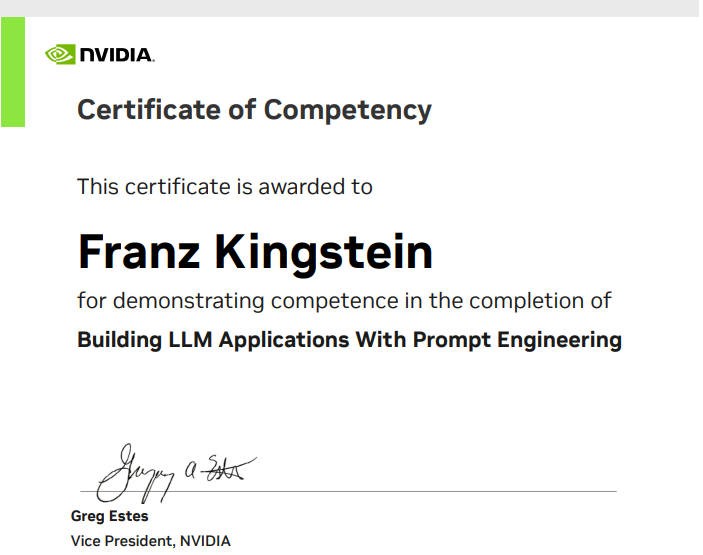 NVIDIA.
Certificate of Competency
This certificate is awarded to
Franz Kingstein
for demonstrating competence in the completion of
Building LLM Applications With Prompt Engineering
Gregory A Estes
Greg Estes
Vice President, NVIDIA